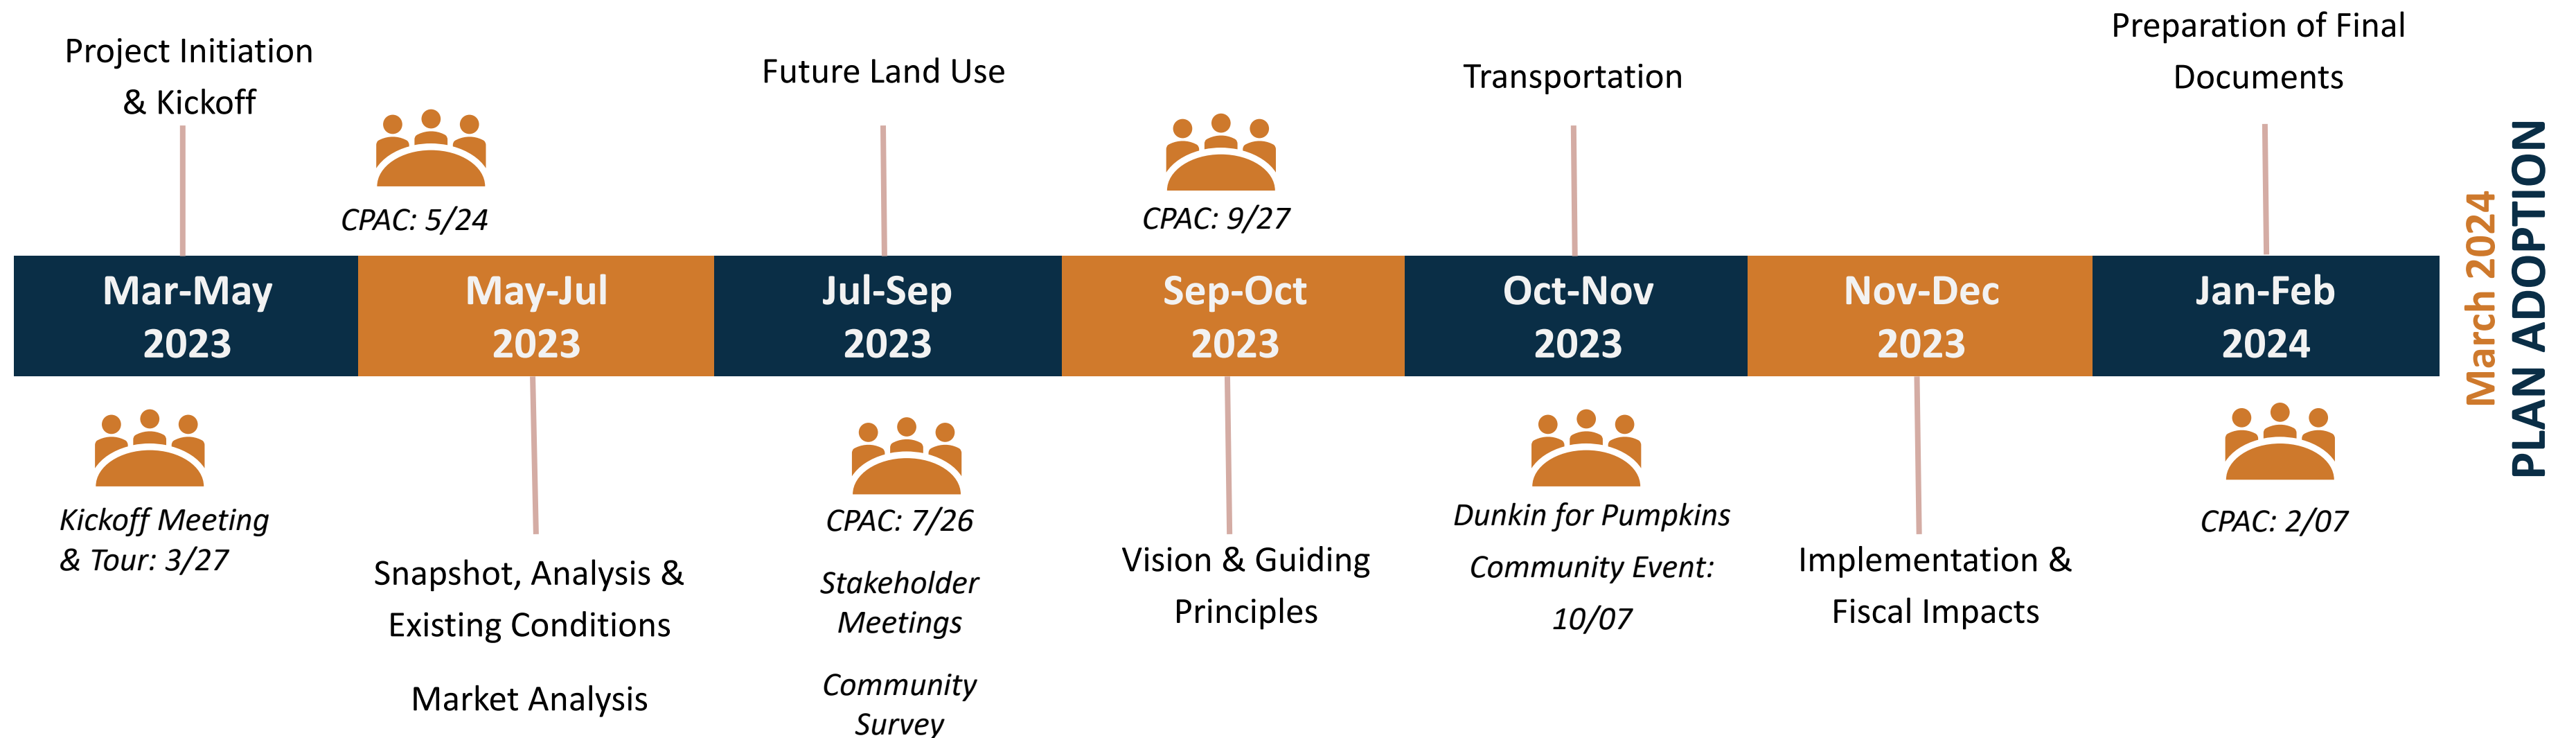 Project Initiation
& Kickoff
CPAC: 5/24
Future Land Use
CPAC: 9/27
Transportation
Preparation of Final
Documents
Mar-May
2023
May-Jul
2023
Jul-Sep
2023
Sep-Oct
2023
Oct-Nov
2023
Nov-Dec
2023
Jan-Feb
2024
March 2024
PLAN ADOPTION
Kickoff Meeting
& Tour: 3/27
Snapshot, Analysis &
Existing Conditions
Market Analysis
CPAC: 7/26
Stakeholder
Meetings
Community
Survey
Vision & Guiding
Principles
Dunkin for Pumpkins
Community Event:
10/07
Implementation &
Fiscal Impacts
CPAC: 2/07